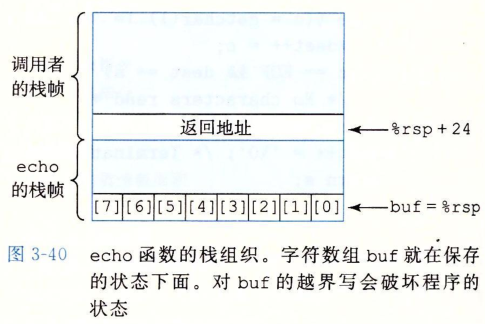 调用者
的栈帧
返回地址
%rsp + 24
echo
的栈帧
[7][6][5][4][3][2][1][0]
buf = %rsp
图 3-40 echo 函数的栈组织。字符数组 buf 就在保存
的状态下面。对 buf 的越界写会破坏程序的
状态